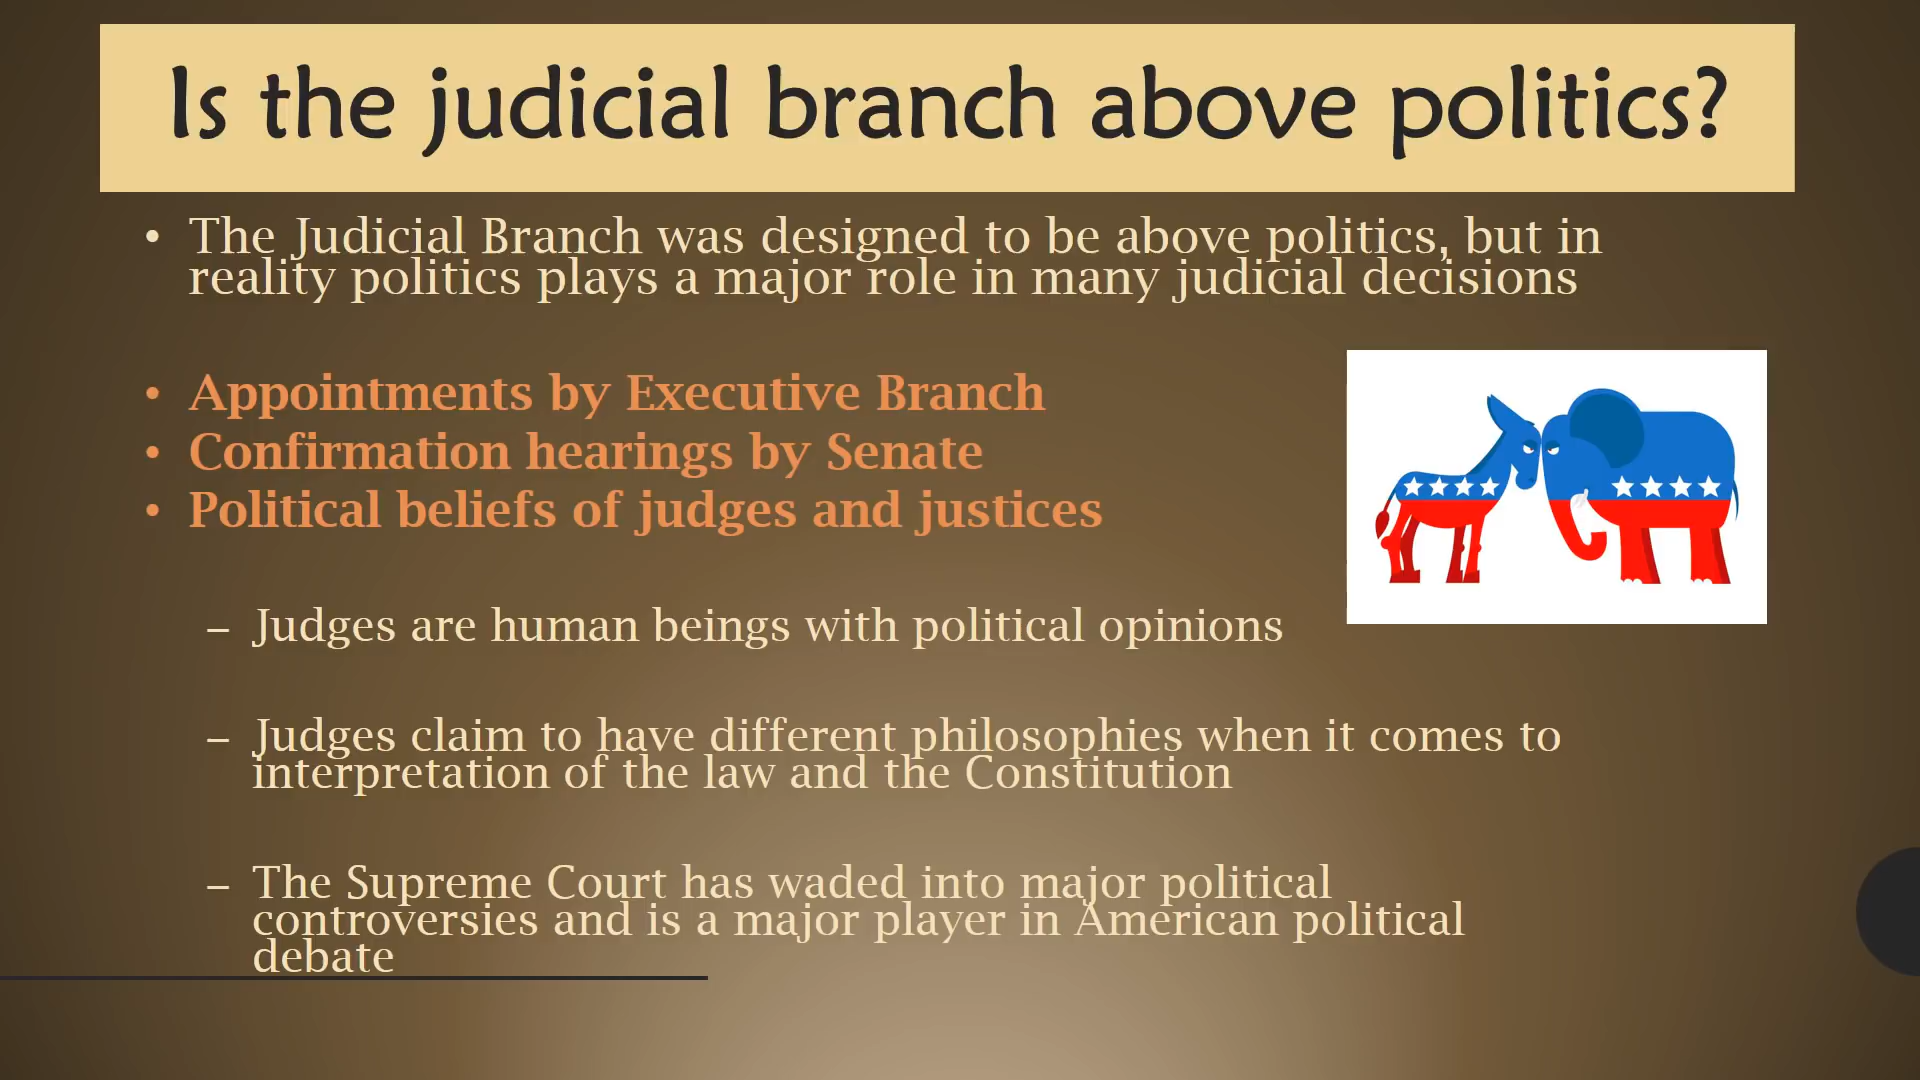 Is the judicial branch above politics?
• The Judicial Branch was designed to be above politics, but in
reality politics plays a major role in many judicial decisions
• Appointments by Executive Branch
• Confirmation hearings by Senate
• Political beliefs of judges and justices
– Judges are human beings with political opinions
– Judges claim to have different philosophies when it comes to
interpretation of the law and the Constitution
– The Supreme Court has waded into major political
controversies and is a major player in American political
debate